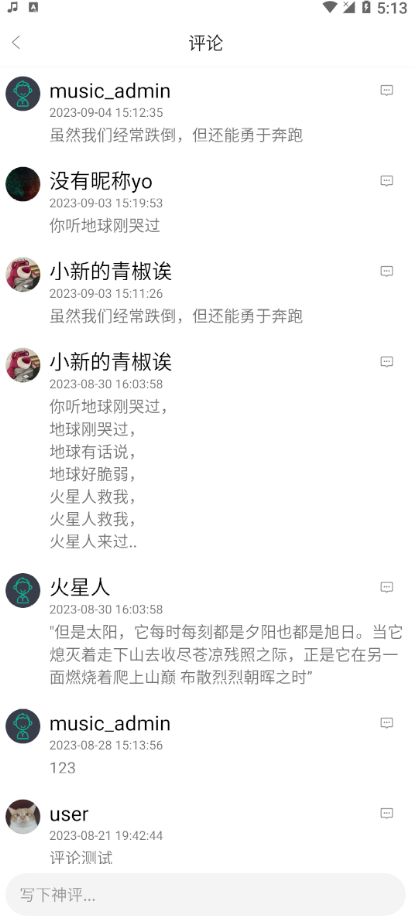 5:13
评论
music_admin
2023-09-04 15:12:35
虽然我们经常跌倒，但还能勇于奔跑
没有昵称yo
2023-09-03 15:19:53
你听地球刚哭过
小新的青椒诶
2023-09-03 15:11:26
虽然我们经常跌倒，但还能勇于奔跑
小新的青椒诶
2023-08-30 16:03:58
你听地球刚哭过，
地球刚哭过，
地球有话说，
地球好脆弱，
火星人救我，
火星人救我，
火星人来过..
火星人
2023-08-30 16:03:58
"但是太阳，它每时每刻都是夕阳也都是旭日。当它
熄灭着走下山去收尽苍凉残照之际，正是它在另一
面燃烧着爬上山巅 布散烈烈朝晖之时”
music_admin
2023-08-28 15:13:56
123
user
2023-08-21 19:42:44
评论测试
写下神评...